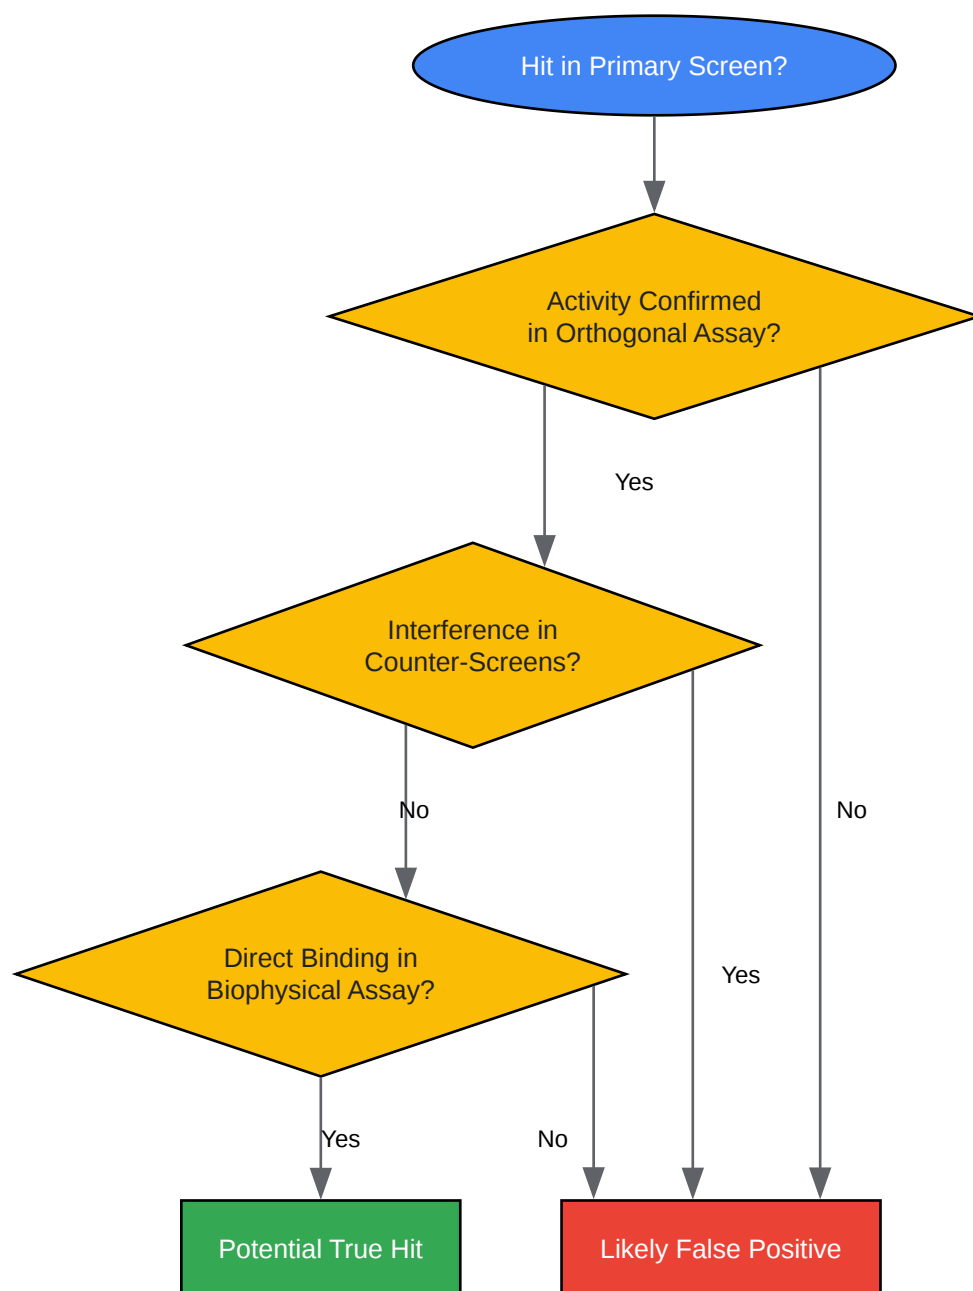 Hit in Primary Screen?
Activity Confirmed
in Orthogonal Assay?
Yes
Interference in
Counter-Screens?
No
No
Direct Binding in
Biophysical Assay?
Yes
Yes
No
Potential True Hit
Likely False Positive